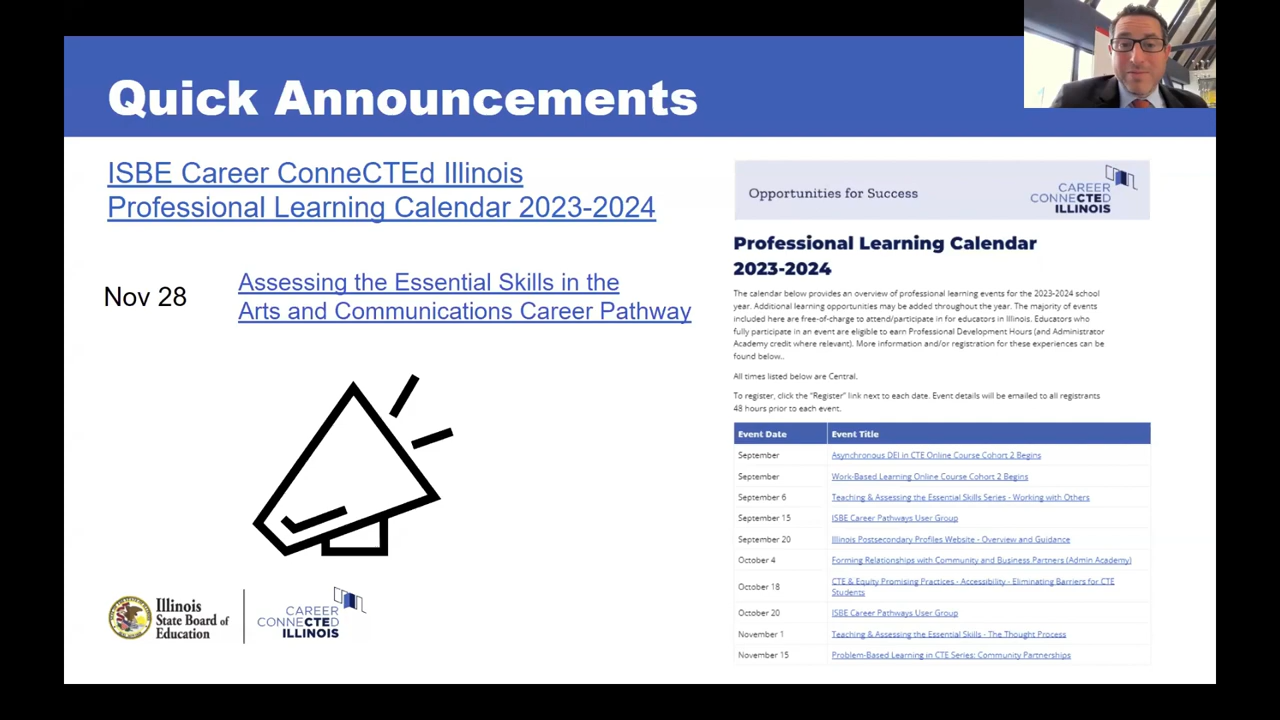 Quick Announcements
ISBE Career ConneCTEd Illinois
Professional Learning Calendar 2023-2024
Nov 28
Assessing the Essential Skills in the
Arts and Communications Career Pathway
Illinois
State Board of
Education
CAREER
CONNECTED
ILLINOIS
Opportunities for Success
CAREER
CONNECTED
ILLINOIS
Professional Learning Calendar
2023-2024
The calendar below provides an overview of professional learning events for the 2023-2024 school
year. Additional learning opportunities may be added throughout the year. The majority of events
included here are free-of-charge to attend/participate in for educators in Illinois. Educators who
fully participate in an event are eligible to earn Professional Development Hours (and Administrator
Academy credit where relevant). More information and/or registration for these experiences can be
found below..
All times listed below are Central.
To register, click the "Register" link next to each date. Event details will be emailed to all registrants
48 hours prior to each event.
Event Date Event Title
September Asynchronous DEI in CTE Online Course Cohort 2 Begins
September Work-Based Learning Online Course Cohort 2 Begins
September 6 Teaching & Assessing the Essential Skills Series - Working with Others
September 15 ISBE Career Pathways User Group
September 20 Illinois Postsecondary Profiles Website - Overview and Guidance
October 4 Forming Relationships with Community and Business Partners (Admin Academy)
October 18 CTE & Equity Promising Practices - Accessibility - Eliminating Barriers for CTE
Students
October 20 ISBE Career Pathways User Group
November 1 Teaching & Assessing the Essential Skills - The Thought Process
November 15 Problem-Based Learning in CTE Series: Community Partnerships